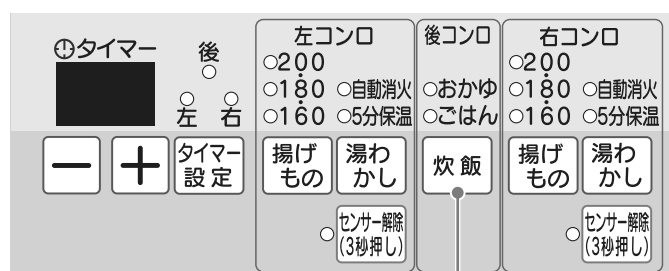 タイマー
後
左 右
タイマー
設定
左コンロ
200
180 自動消火
160 5分保温
揚げ
もの
湯わ
かし
センサー解除
(3秒押し)
後コンロ
おかゆ
ごはん
炊飯
右コンロ
200
180 自動消火
160 5分保温
揚げ
もの
湯わ
かし
センサー解除
(3秒押し)